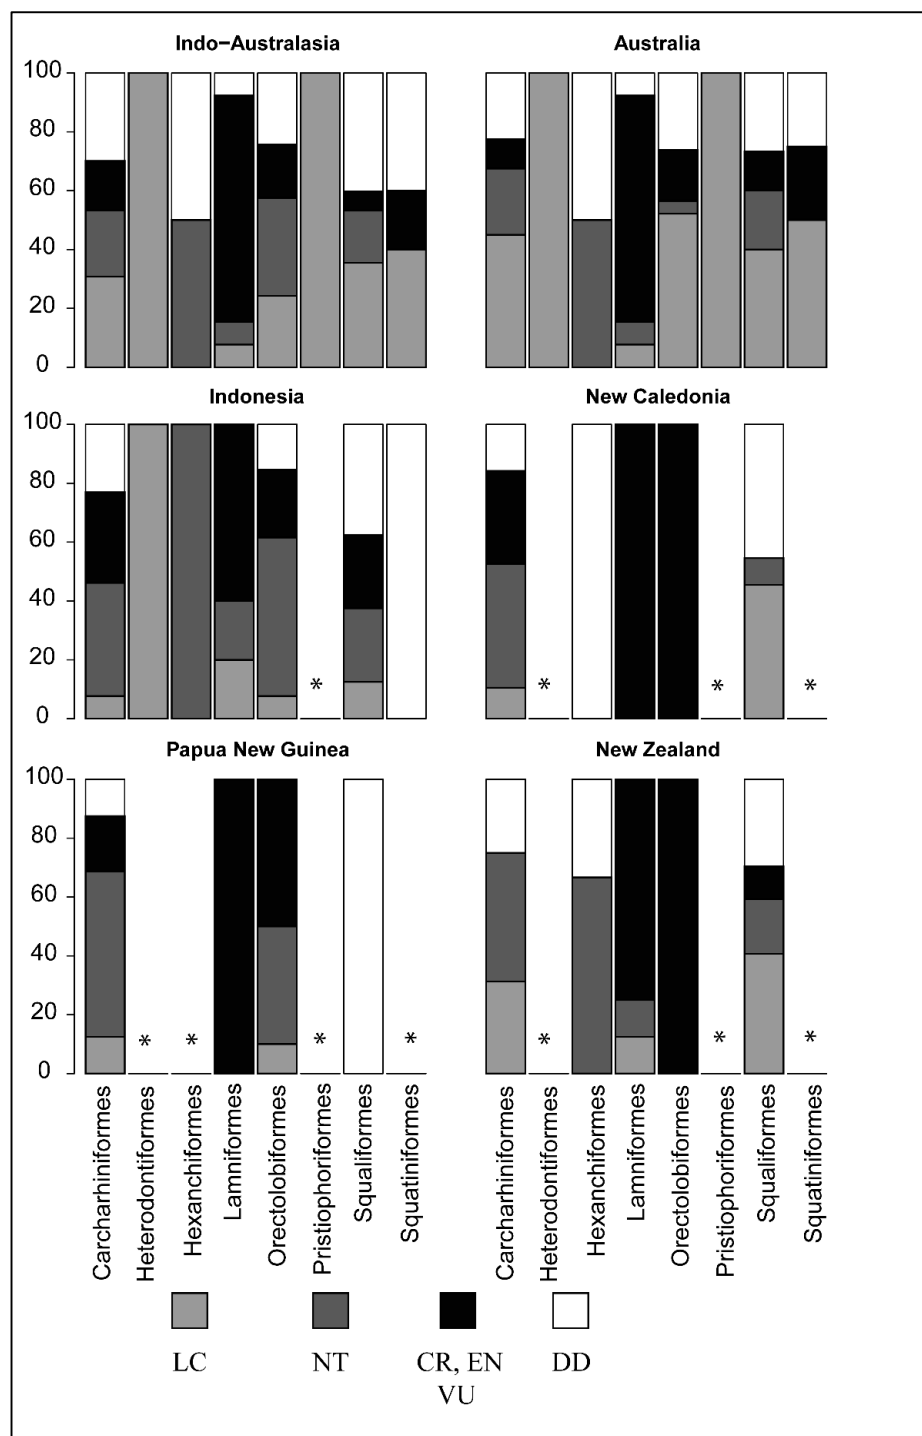 Indo−Australasia
Australia
100
80
60
40
20
0
Indonesia
New Caledonia
100
80
60
40
20
0
*
*
*
*
Papua New Guinea
New Zealand
100
80
60
40
20
0
*
*
*
*
*
*
*
Carcharhiniformes
Heterodontiformes
Hexanchiformes
Lamniformes
Orectolobiformes
Pristiophoriformes
Squaliformes
Squatiniformes
Carcharhiniformes
Heterodontiformes
Hexanchiformes
Lamniformes
Orectolobiformes
Pristiophoriformes
Squaliformes
Squatiniformes
LC
NT
CR, EN
VU
DD